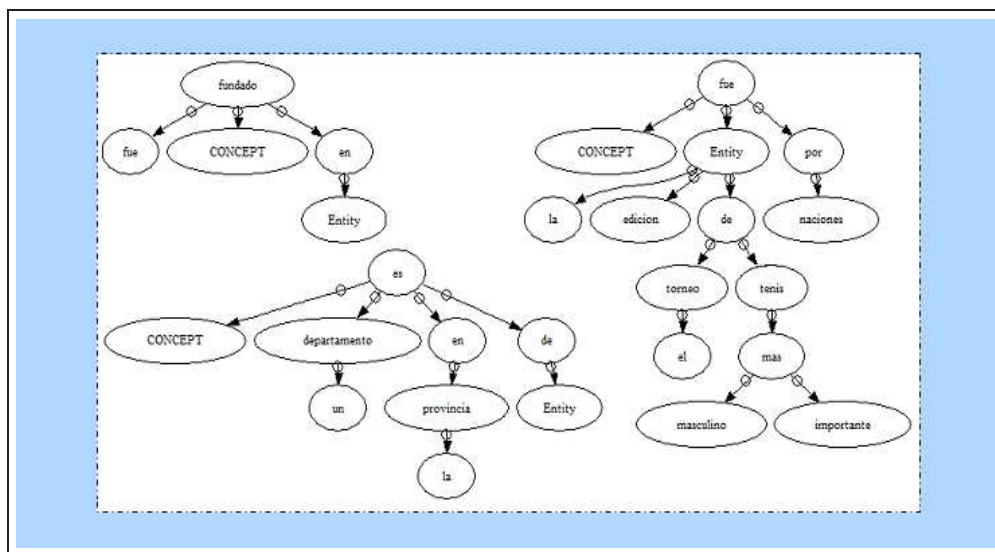 fundado
fue
CONCEPT
en
Entity
es
CONCEPT
departamento
en
de
un
provincia
Entity
la
fue
CONCEPT
Entity
por
la
edicion
de
naciones
torneo
tenis
el
mas
masculino
importante